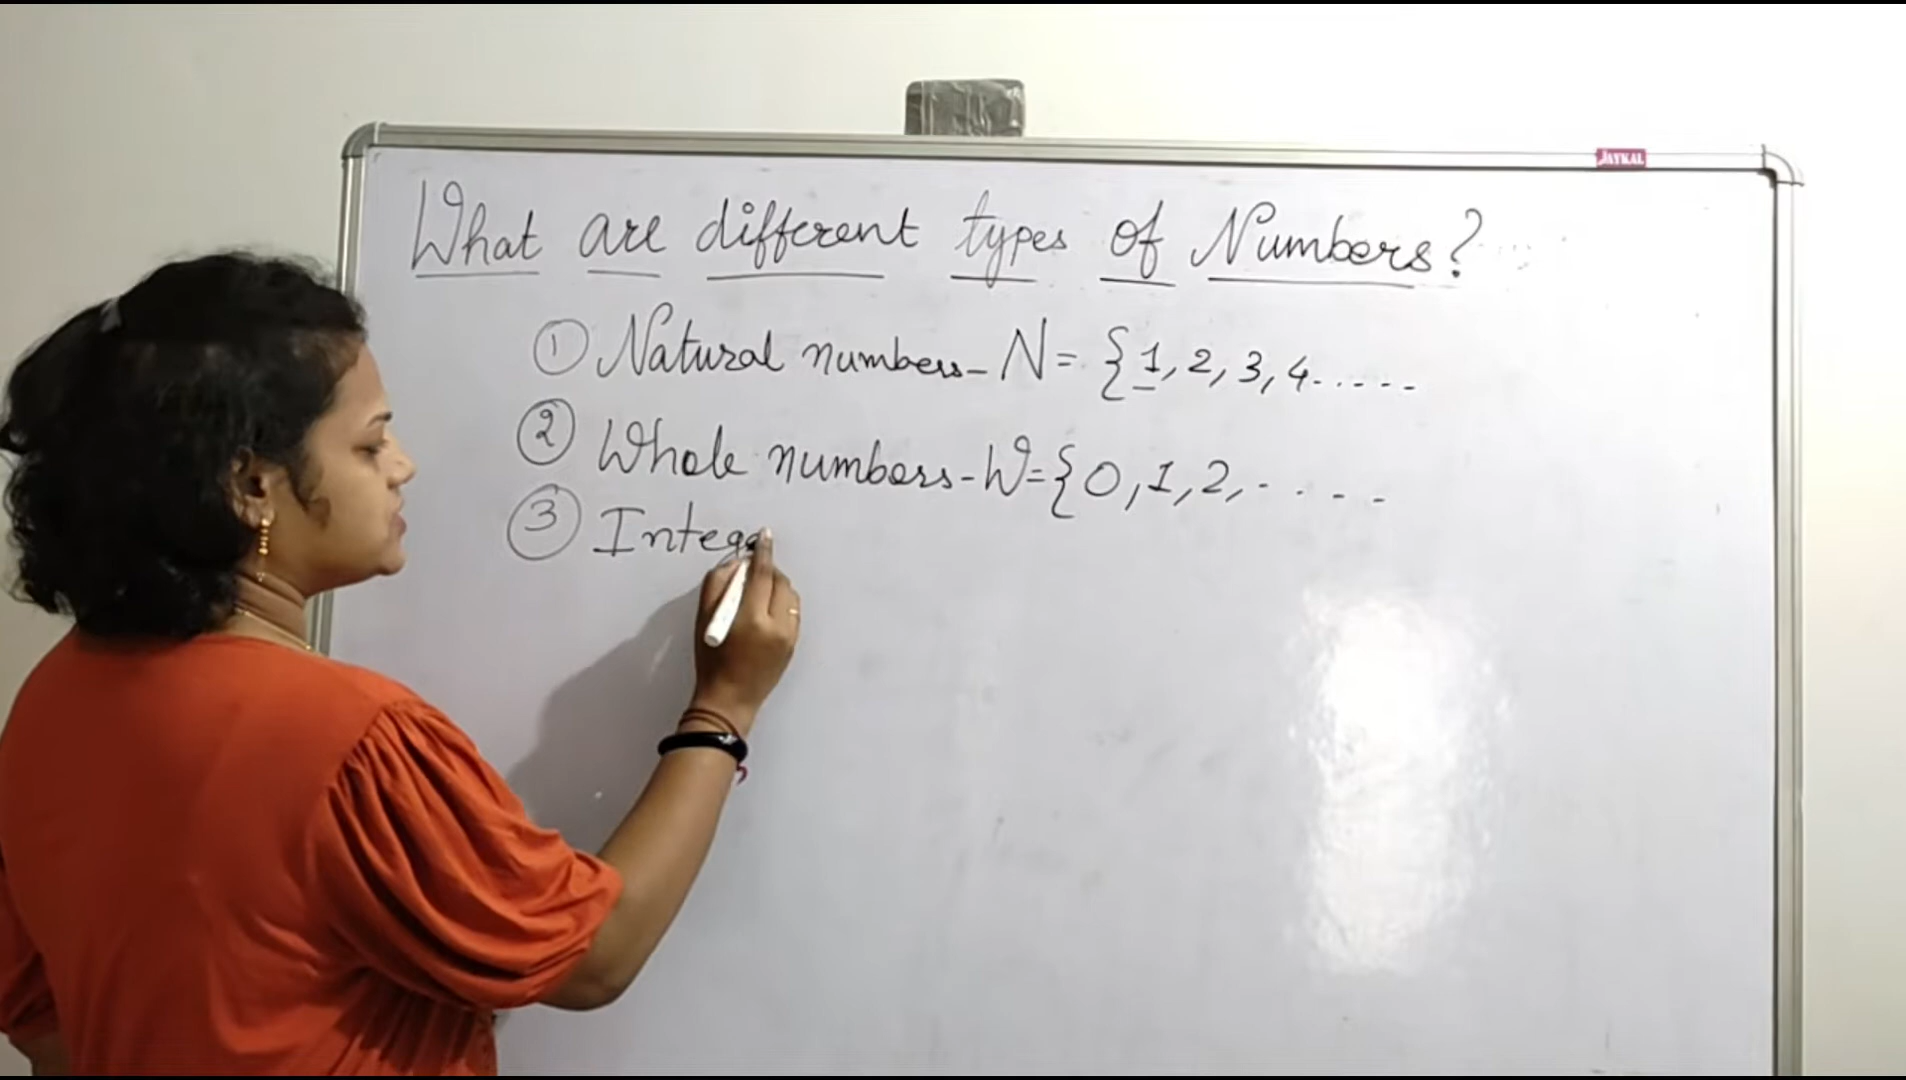 JAYKAL
What are different types of Numbers?
① Natural numbers - N = {1, 2, 3, 4.....
② Whole numbers - W = {0, 1, 2, .....
③ Intege